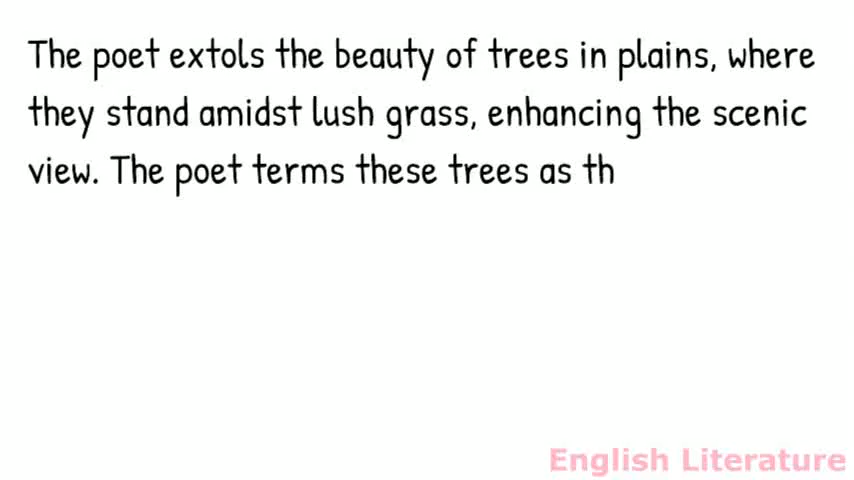 The poet extols the beauty of trees in plains, where
they stand amidst lush grass, enhancing the scenic
view. The poet terms these trees as th
English Literature